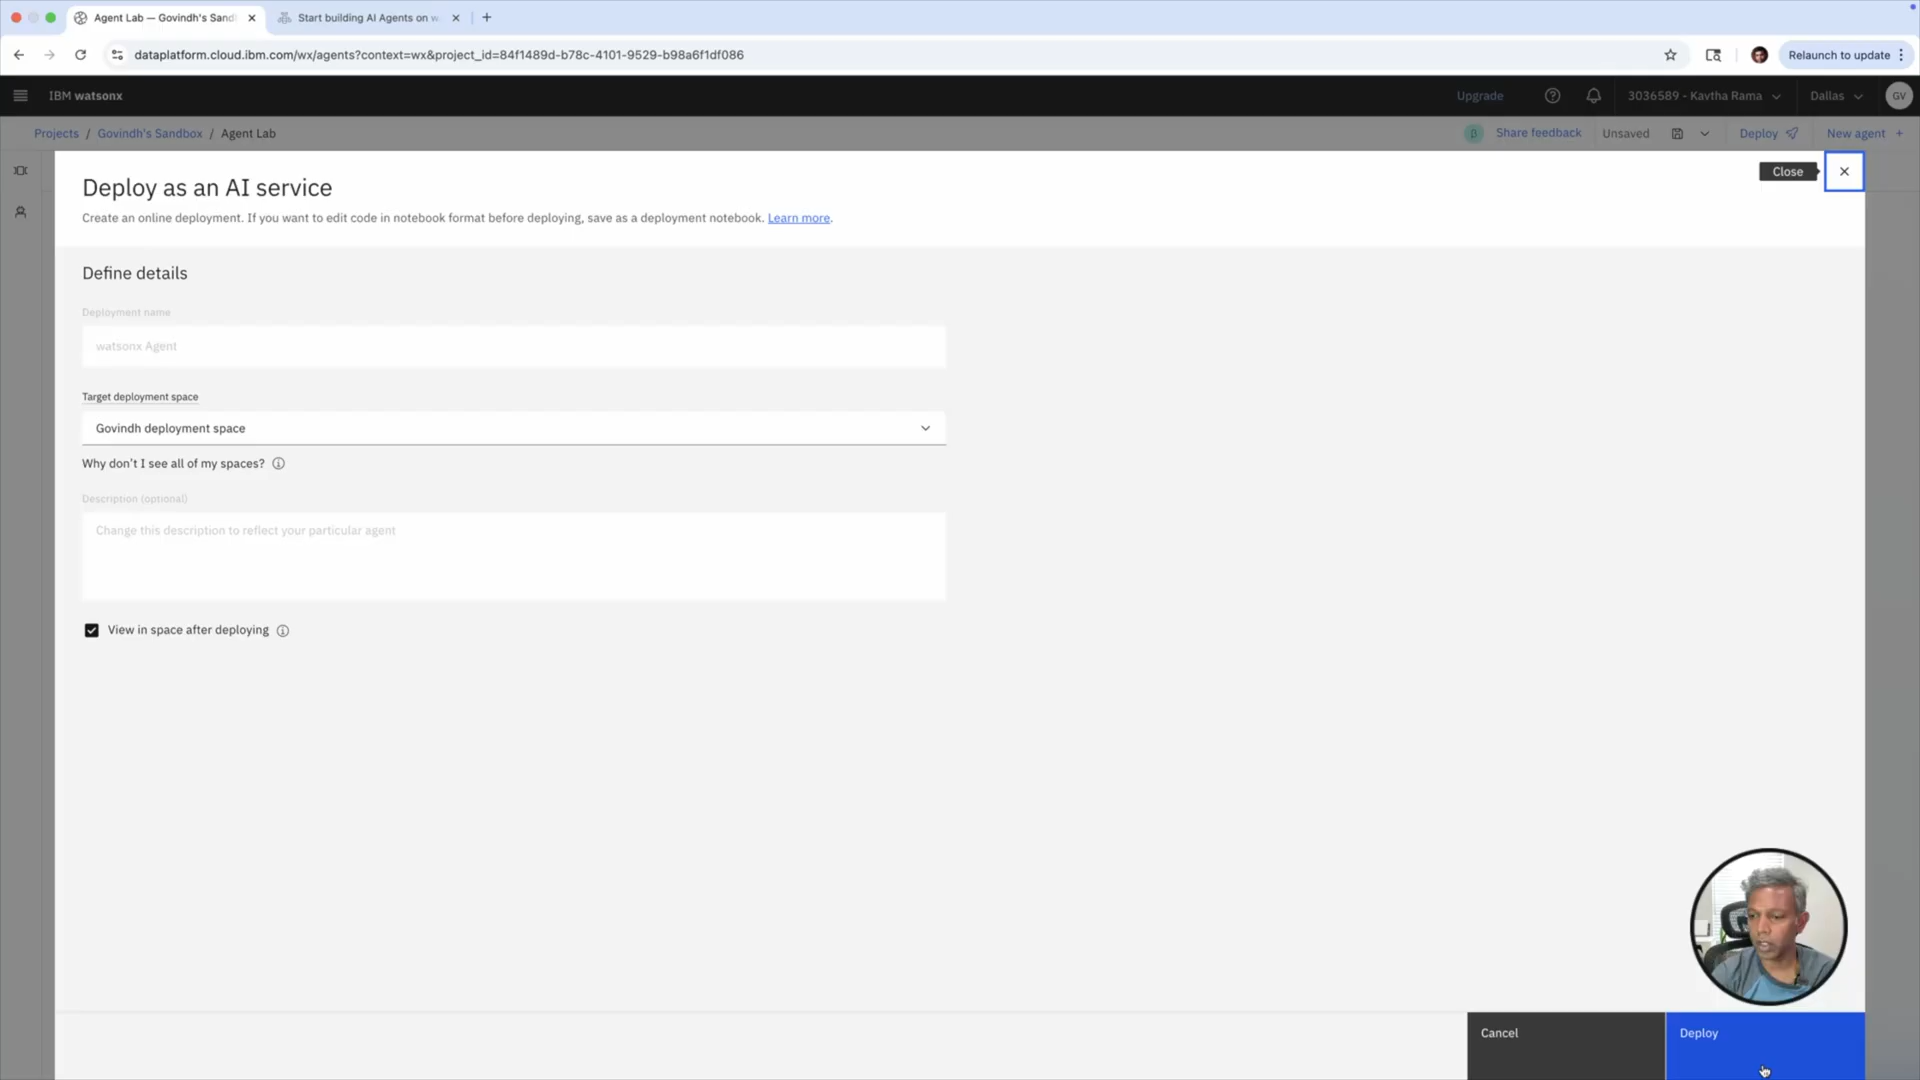 Agent Lab — Govindh's Sand
Start building AI Agents on w
dataplatform.cloud.ibm.com/wx/agents?context=wx&project_id=84f1489d-b78c-4101-9529-b98a6f1df086
Relaunch to update
IBM watsonx
Upgrade
3036589 - Kavtha Rama
Dallas
GV
Projects / Govindh's Sandbox / Agent Lab
β Share feedback
Unsaved
Deploy
New agent +
Deploy as an AI service
Close
Create an online deployment. If you want to edit code in notebook format before deploying, save as a deployment notebook. Learn more.
Define details
Deployment name
watsonx Agent
Target deployment space
Govindh deployment space
Why don't I see all of my spaces?
Description (optional)
Change this description to reflect your particular agent
View in space after deploying
Cancel
Deploy